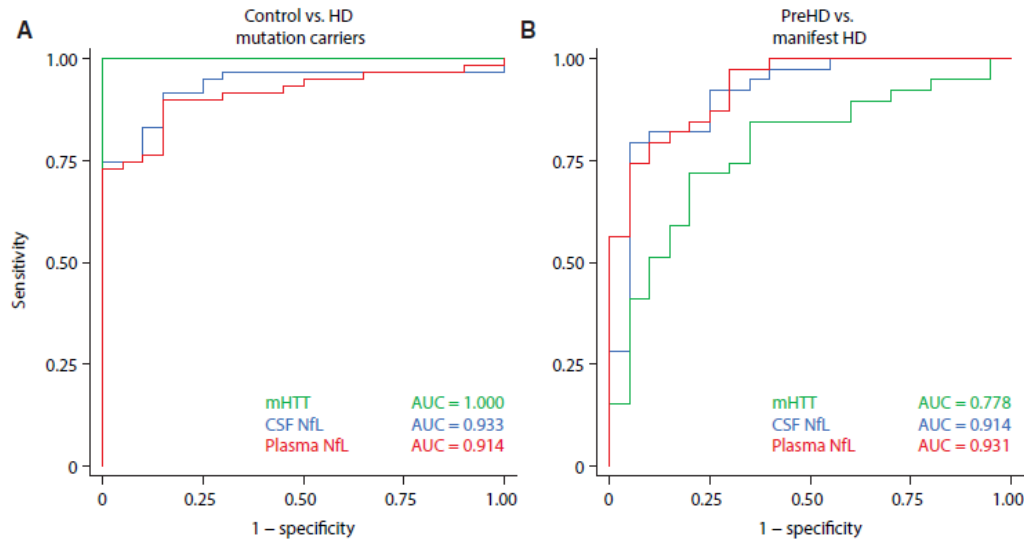 A
Control vs. HD
mutation carriers
Sensitivity
1.00
0.75
0.50
0.25
0
mHTT AUC = 1.000
CSF NfL AUC = 0.933
Plasma NfL AUC = 0.914
0 0.25 0.50 0.75 1.00
1 – specificity
B
PreHD vs.
manifest HD
1.00
0.75
0.50
0.25
0
mHTT AUC = 0.778
CSF NfL AUC = 0.914
Plasma NfL AUC = 0.931
0 0.25 0.50 0.75 1.00
1 – specificity